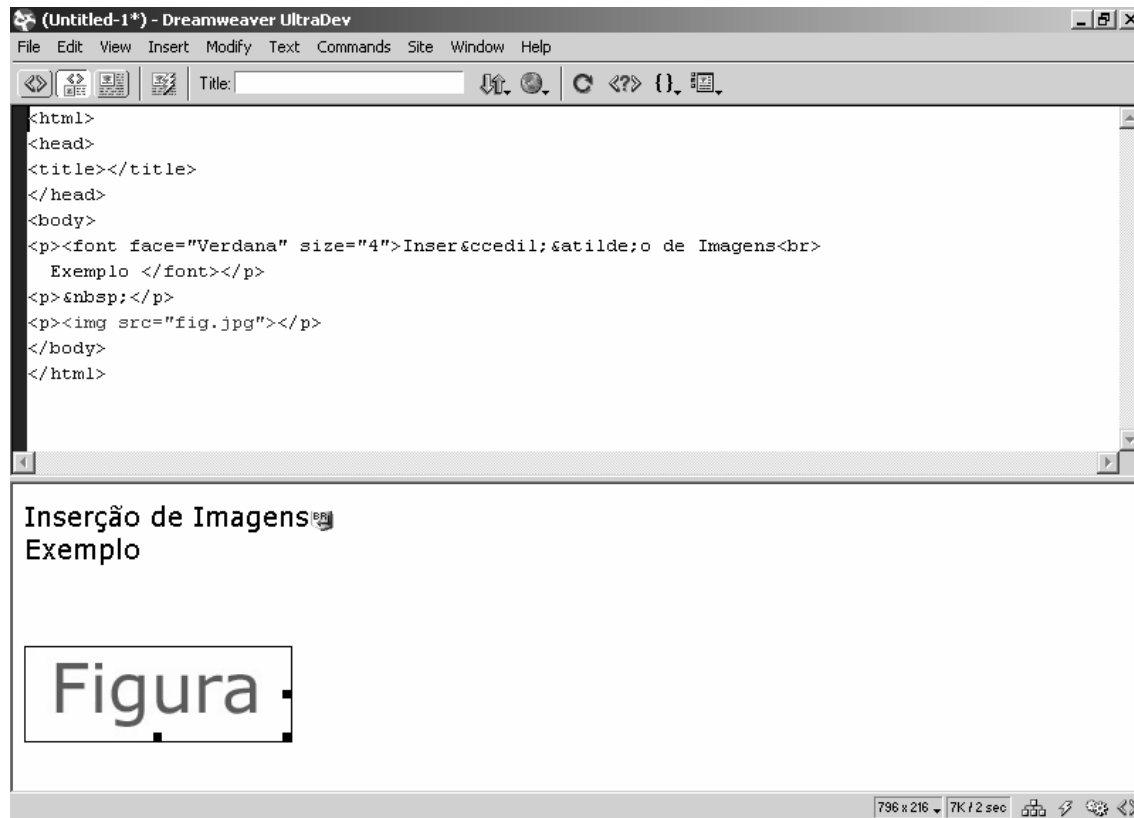 (Untitled-1*) - Dreamweaver UltraDev
File Edit View Insert Modify Text Commands Site Window Help
Title:
<html>
<head>
<title></title>
</head>
<body>
<p><font face="Verdana" size="4">Inser&ccedil;&atilde;o de Imagens<br>
Exemplo </font></p>
<p>&nbsp;</p>
<p><img src="fig.jpg"></p>
</body>
</html>
Inserção de Imagens
Exemplo
Figura
796 x 216 7K / 2 sec